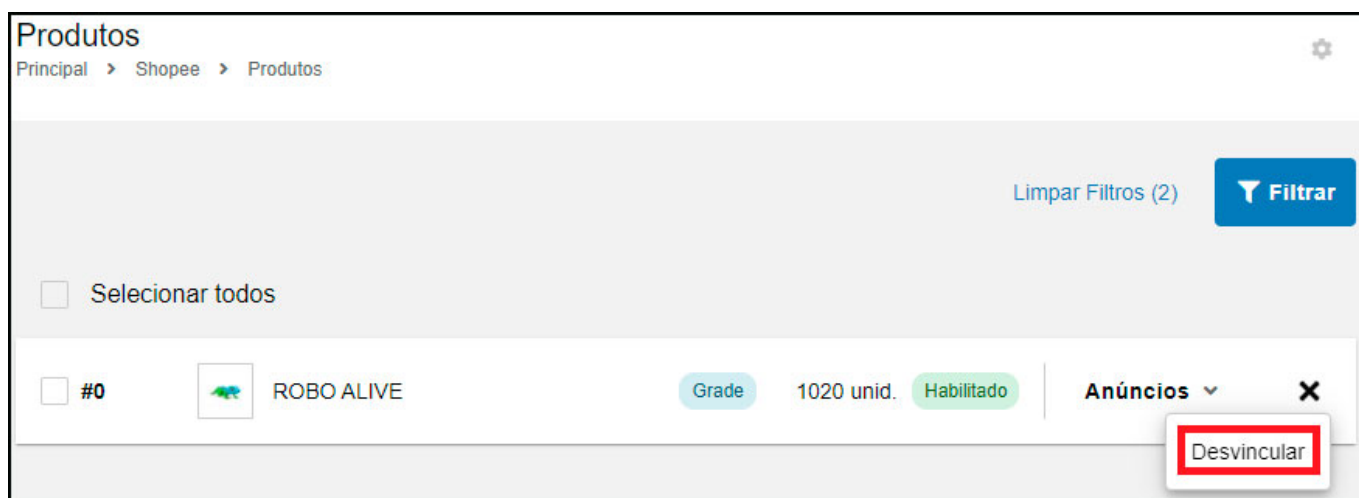 Produtos
Principal > Shopee > Produtos
Limpar Filtros (2) Filtrar
Selecionar todos
#0 ROBO ALIVE Grade 1020 unid. Habilitado Anúncios
Desvincular